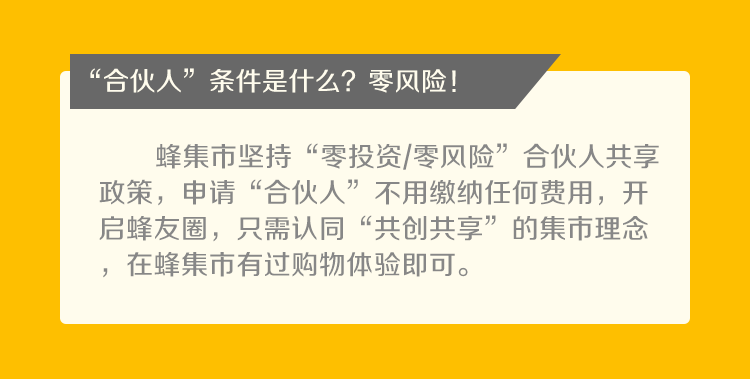 “合伙人”条件是什么？零风险！
蜂集市坚持“零投资/零风险”合伙人共享
政策，申请“合伙人”不用缴纳任何费用，开
启蜂友圈，只需认同“共创共享”的集市理念
，在蜂集市有过购物体验即可。